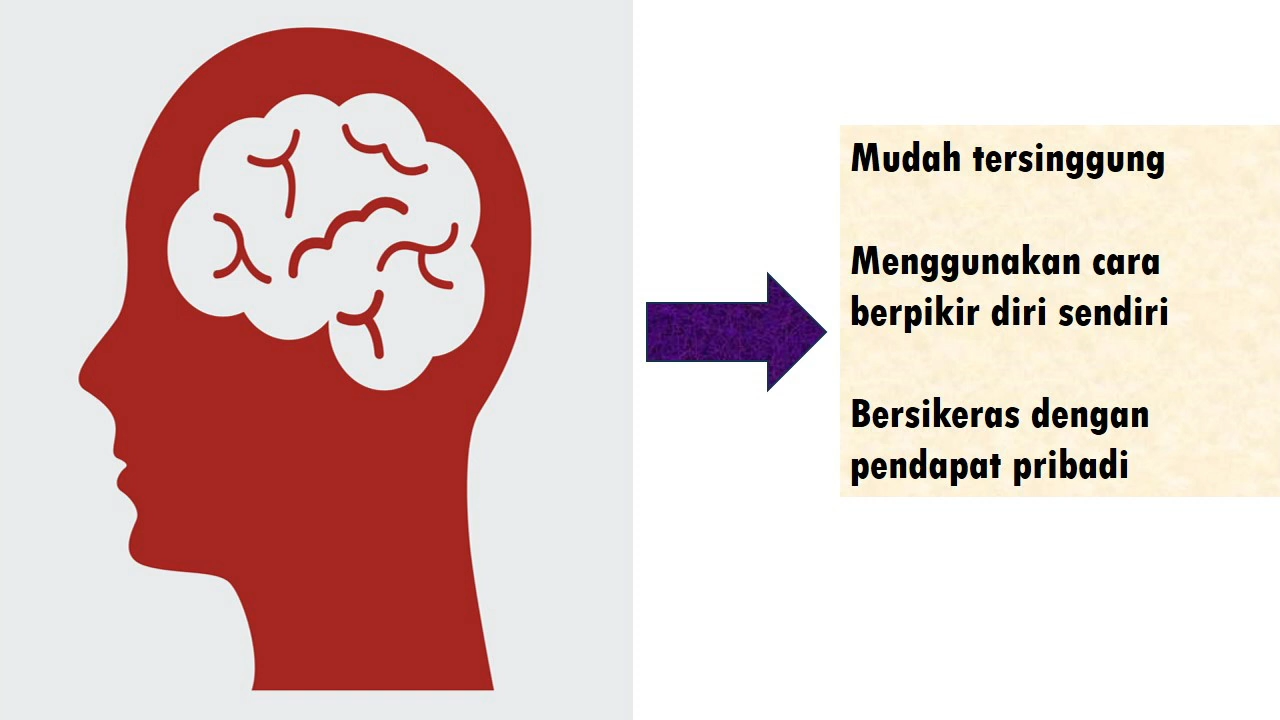 Mudah tersinggung
Menggunakan cara
berpikir diri sendiri
Bersikeras dengan
pendapat pribadi